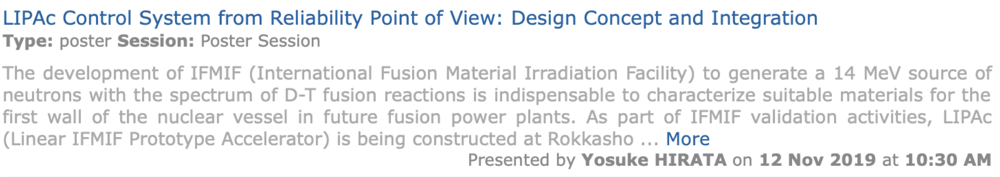 LIPAc Control System from Reliability Point of View: Design Concept and Integration
Type: poster Session: Poster Session
The development of IFMIF (International Fusion Material Irradiation Facility) to generate a 14 MeV source of
neutrons with the spectrum of D-T fusion reactions is indispensable to characterize suitable materials for the
first wall of the nuclear vessel in future fusion power plants. As part of IFMIF validation activities, LIPAc
(Linear IFMIF Prototype Accelerator) is being constructed at Rokkasho ... More
Presented by Yosuke HIRATA on 12 Nov 2019 at 10:30 AM